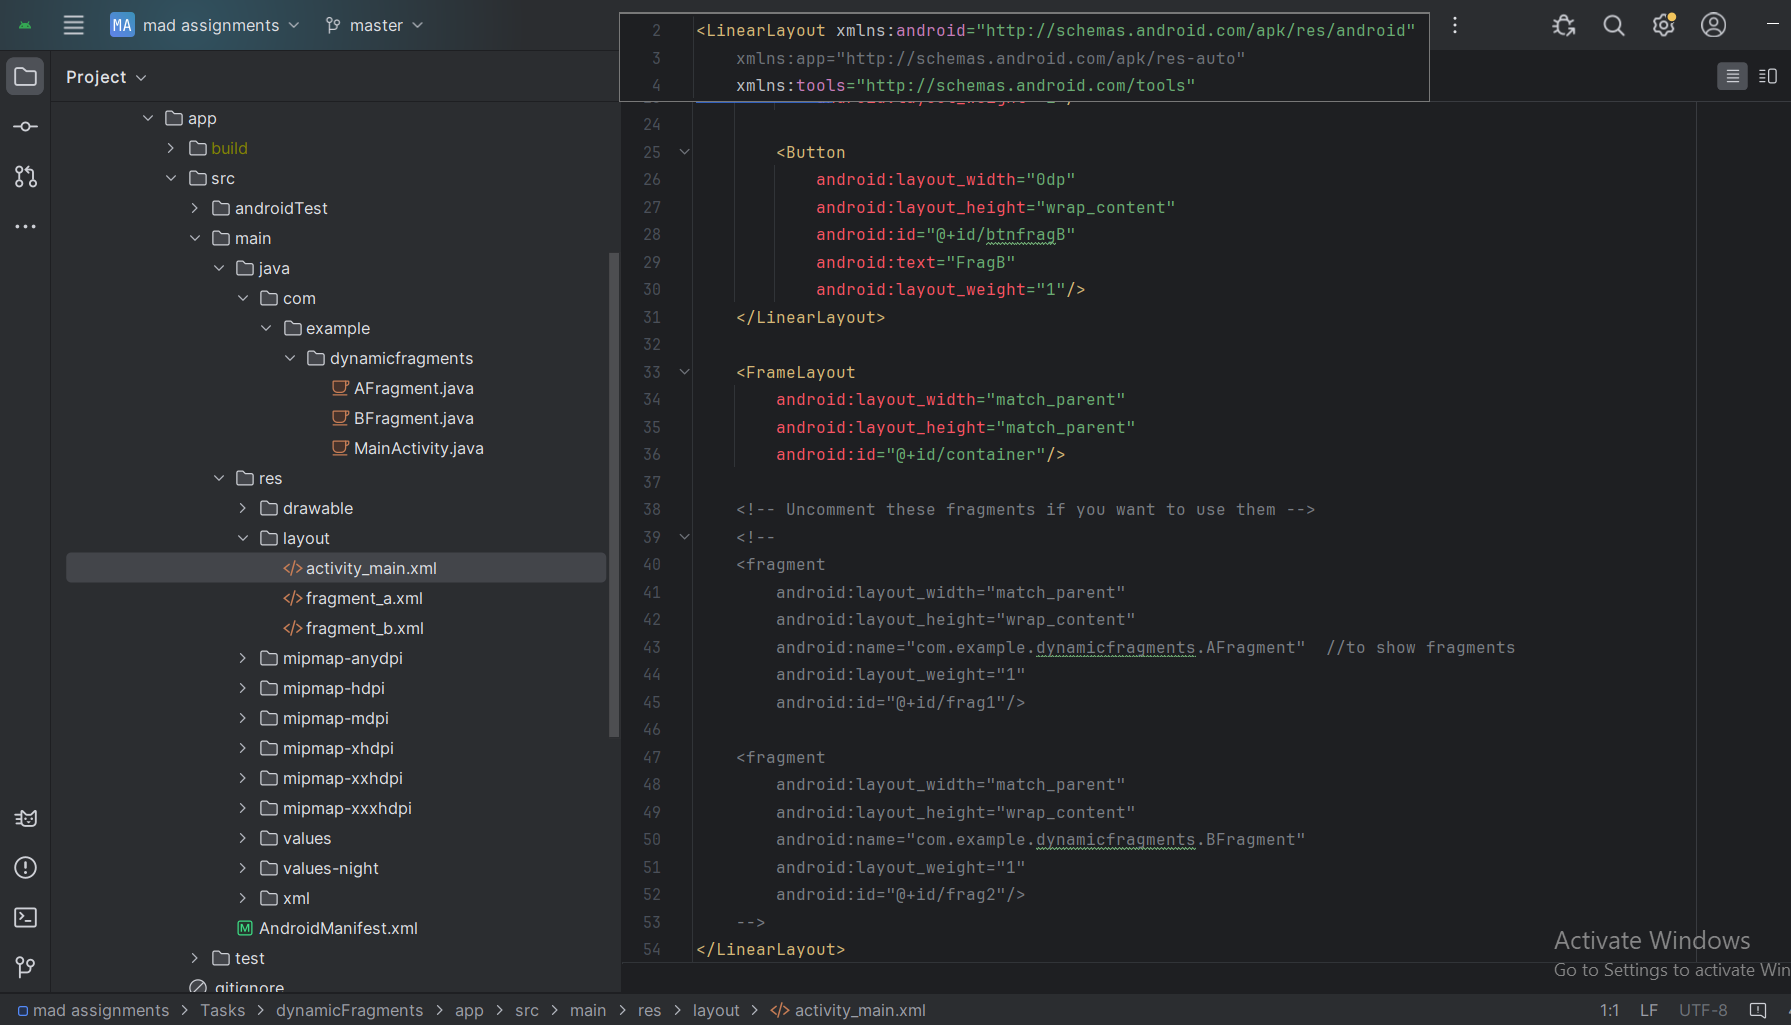 MA mad assignments
master
Project
app
build
src
androidTest
main
java
com
example
dynamicfragments
AFragment.java
BFragment.java
MainActivity.java
res
drawable
layout
activity_main.xml
fragment_a.xml
fragment_b.xml
mipmap-anydpi
mipmap-hdpi
mipmap-mdpi
mipmap-xhdpi
mipmap-xxhdpi
mipmap-xxxhdpi
values
values-night
xml
M AndroidManifest.xml
test
.gitignore
2 <LinearLayout xmlns:android="http://schemas.android.com/apk/res/android"
3 xmlns:app="http://schemas.android.com/apk/res-auto"
4 xmlns:tools="http://schemas.android.com/tools"
24
25 <Button
26 android:layout_width="0dp"
27 android:layout_height="wrap_content"
28 android:id="@+id/btnfragB"
29 android:text="FragB"
30 android:layout_weight="1"/>
31 </LinearLayout>
32
33 <FrameLayout
34 android:layout_width="match_parent"
35 android:layout_height="match_parent"
36 android:id="@+id/container"/>
37
38 <!-- Uncomment these fragments if you want to use them -->
39 <!--
40 <fragment
41 android:layout_width="match_parent"
42 android:layout_height="wrap_content"
43 android:name="com.example.dynamicfragments.AFragment" //to show fragments
44 android:layout_weight="1"
45 android:id="@+id/frag1"/>
46
47 <fragment
48 android:layout_width="match_parent"
49 android:layout_height="wrap_content"
50 android:name="com.example.dynamicfragments.BFragment"
51 android:layout_weight="1"
52 android:id="@+id/frag2"/>
53 -->
54 </LinearLayout>
Activate Windows
Go to Settings to activate Win
mad assignments > Tasks > dynamicFragments > app > src > main > res > layout > </> activity_main.xml
1:1 LF UTF-8